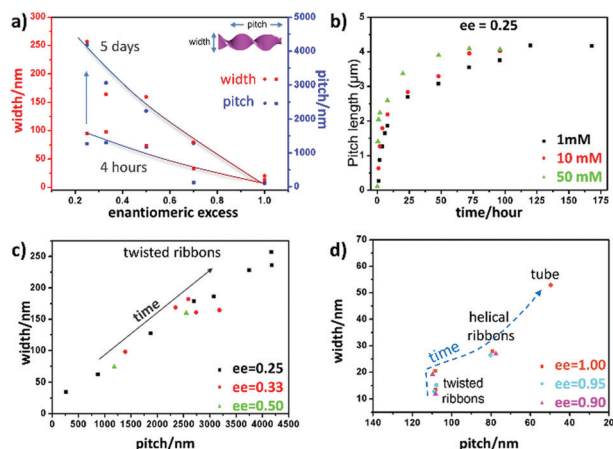 a)
pitch
width
5 days
width
pitch
4 hours
300
250
200
150
100
50
0
width/nm
5000
4000
3000
2000
1000
0
pitch/nm
0.2 0.4 0.6 0.8 1.0
enantiomeric excess
b)
ee = 0.25
4
3
2
1
0
Pitch length (μm)
1mM
10 mM
50 mM
0 20 40 60 80 100 120 140 160
time/hour
c)
twisted ribbons
time
250
200
150
100
50
0
width/nm
ee=0.25
ee=0.33
ee=0.50
0 500 1000 1500 2000 2500 3000 3500 4000 4500
pitch/nm
d)
tube
helical
ribbons
time
twisted
ribbons
70
60
50
40
30
20
10
0
width/nm
ee=1.00
ee=0.95
ee=0.90
140 120 100 80 60 40 20
pitch/nm